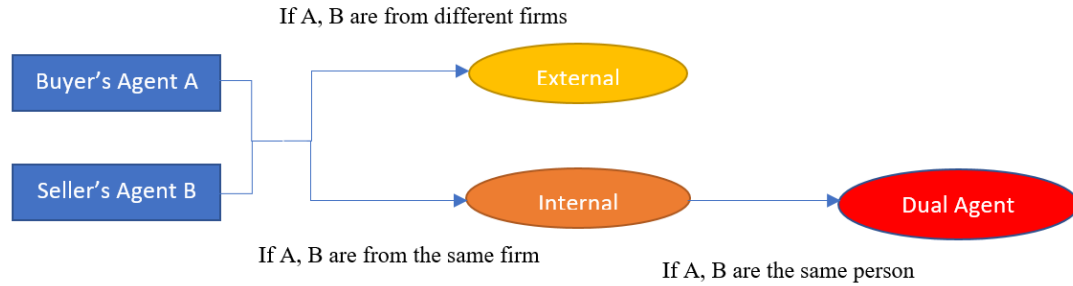 If A, B are from different firms
Buyer's Agent A
External
Seller's Agent B
Internal
Dual Agent
If A, B are from the same firm
If A, B are the same person